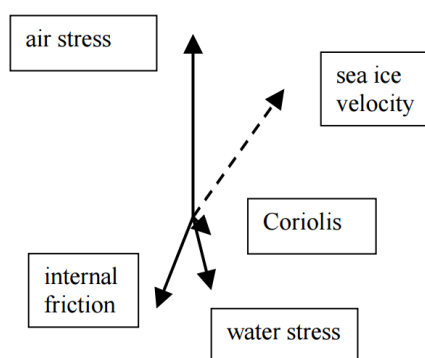 air stress
sea ice
velocity
Coriolis
internal
friction
water stress